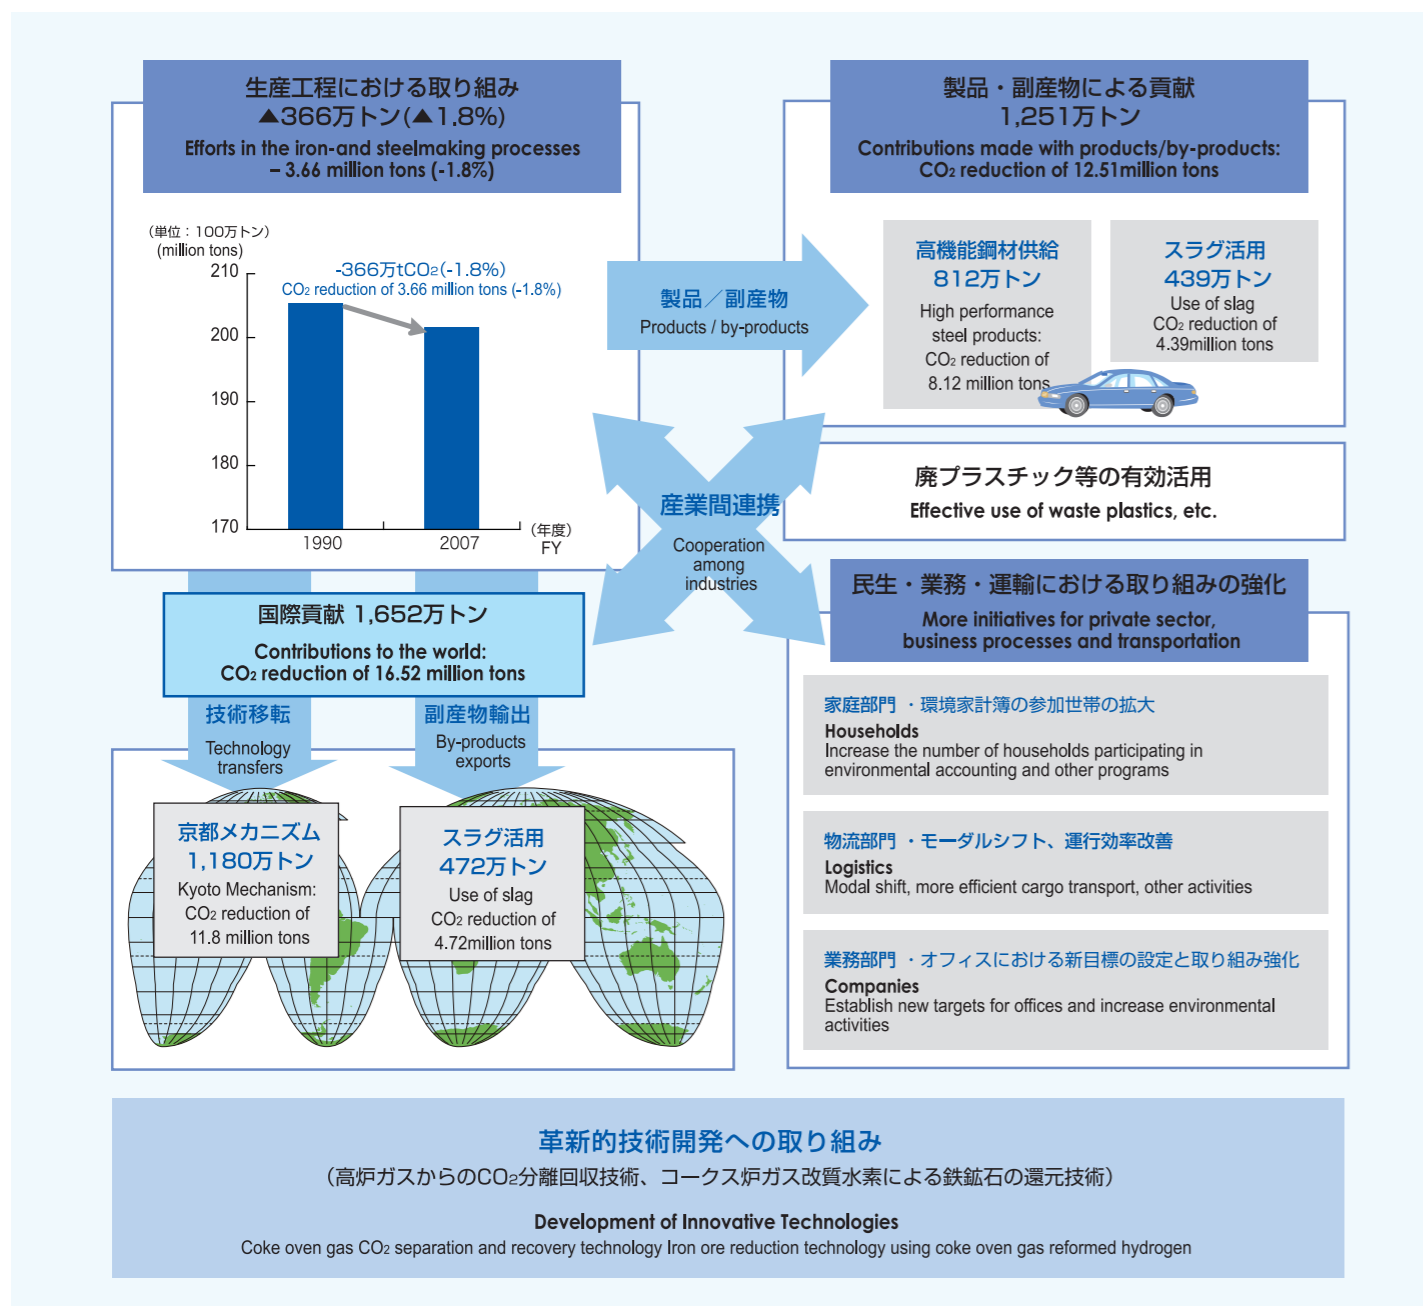 生産工程における取り組み
▲366万トン(▲1.8%)
Efforts in the iron-and steelmaking processes
– 3.66 million tons (-1.8%)
（単位：100万トン）
(million tons)
210
200
190
180
170
-366万tCO2(-1.8%)
CO2 reduction of 3.66 million tons (-1.8%)
1990
2007
（年度）
FY
製品／副産物
Products / by-products
製品・副産物による貢献
1,251万トン
Contributions made with products/by-products:
CO2 reduction of 12.51million tons
高機能鋼材供給
812万トン
High performance
steel products:
CO2 reduction of
8.12 million tons
スラグ活用
439万トン
Use of slag
CO2 reduction of
4.39million tons
産業間連携
Cooperation
among
industries
廃プラスチック等の有効活用
Effective use of waste plastics, etc.
国際貢献 1,652万トン
Contributions to the world:
CO2 reduction of 16.52 million tons
技術移転
Technology
transfers
副産物輸出
By-products
exports
京都メカニズム
1,180万トン
Kyoto Mechanism:
CO2 reduction of
11.8 million tons
スラグ活用
472万トン
Use of slag
CO2 reduction of
4.72million tons
民生・業務・運輸における取り組みの強化
More initiatives for private sector,
business processes and transportation
家庭部門 ・環境家計簿の参加世帯の拡大
Households
Increase the number of households participating in
environmental accounting and other programs
物流部門 ・モーダルシフト、運行効率改善
Logistics
Modal shift, more efficient cargo transport, other activities
業務部門 ・オフィスにおける新目標の設定と取り組み強化
Companies
Establish new targets for offices and increase environmental
activities
革新的技術開発への取り組み
（高炉ガスからのCO2分離回収技術、コークス炉ガス改質水素による鉄鉱石の還元技術）
Development of Innovative Technologies
Coke oven gas CO2 separation and recovery technology Iron ore reduction technology using coke oven gas reformed hydrogen